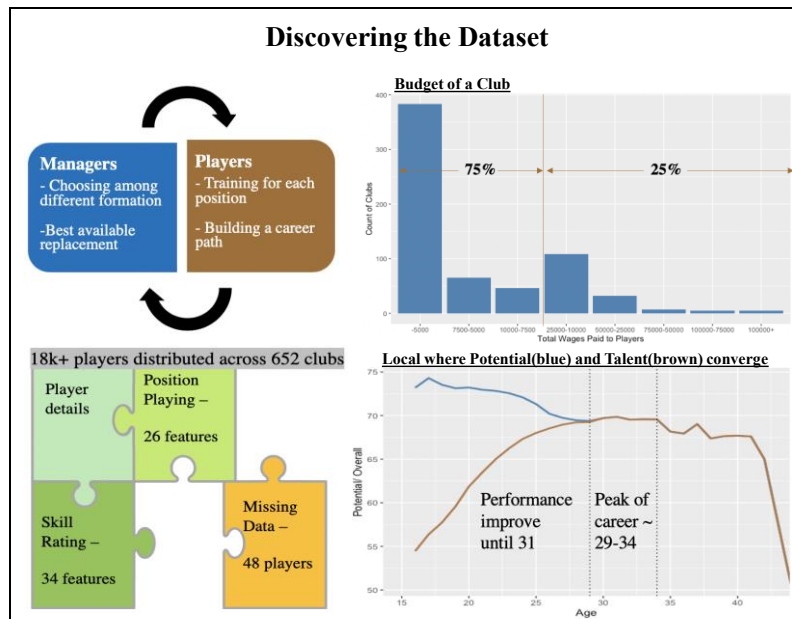 Discovering the Dataset
Managers
- Choosing among
different formation
-Best available
replacement
Players
- Training for each
position
- Building a career
path
Budget of a Club
400
300
200
100
0
Count of Clubs
75%
25%
-5000
7500-5000
10000-7500
25000-10000
50000-25000
75000-50000
100000-75000
100000+
Total Wages Paid to Players
18k+ players distributed across 652 clubs
Player
details
Position
Playing –
26 features
Skill
Rating –
34 features
Missing
Data –
48 players
Local where Potential(blue) and Talent(brown) converge
75
70
65
60
55
50
Potential/ Overall
Performance
improve
until 31
Peak of
career ~
29-34
15
20
25
30
35
40
Age